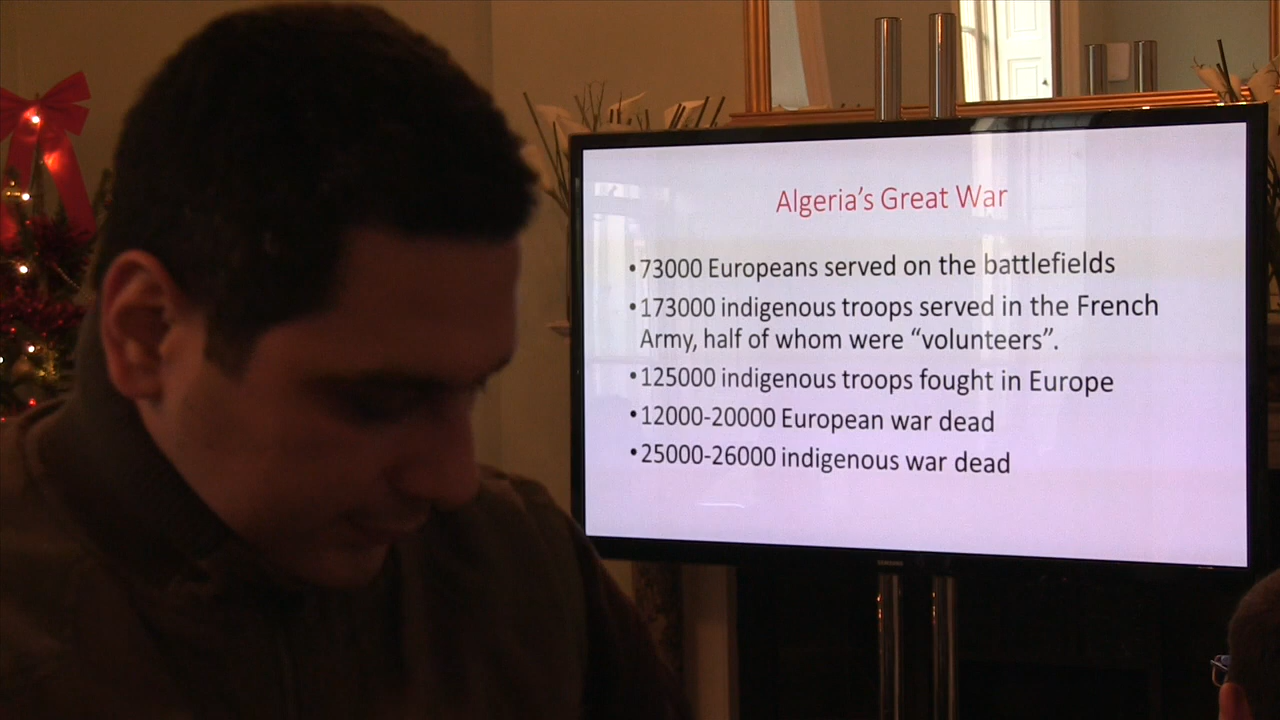 Algeria's Great War
•73000 Europeans served on the battlefields
•173000 indigenous troops served in the French
Army, half of whom were “volunteers”.
•125000 indigenous troops fought in Europe
•12000-20000 European war dead
•25000-26000 indigenous war dead
SAMSUNG